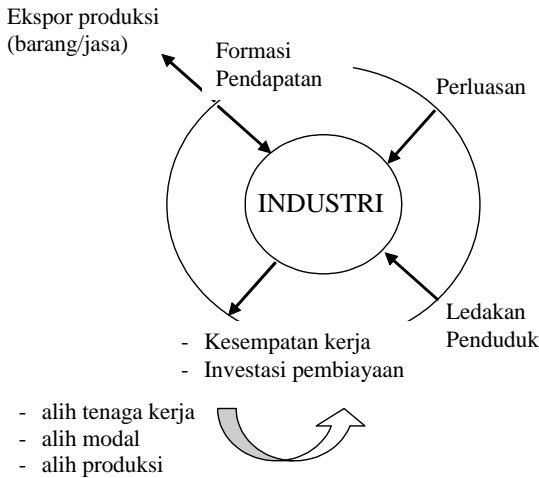 Ekspor produksi
(barang/jasa)
Formasi
Pendapatan
Perluasan
INDUSTRI
Ledakan
Penduduk
- Kesempatan kerja
- Investasi pembiayaan
- alih tenaga kerja
- alih modal
- alih produksi